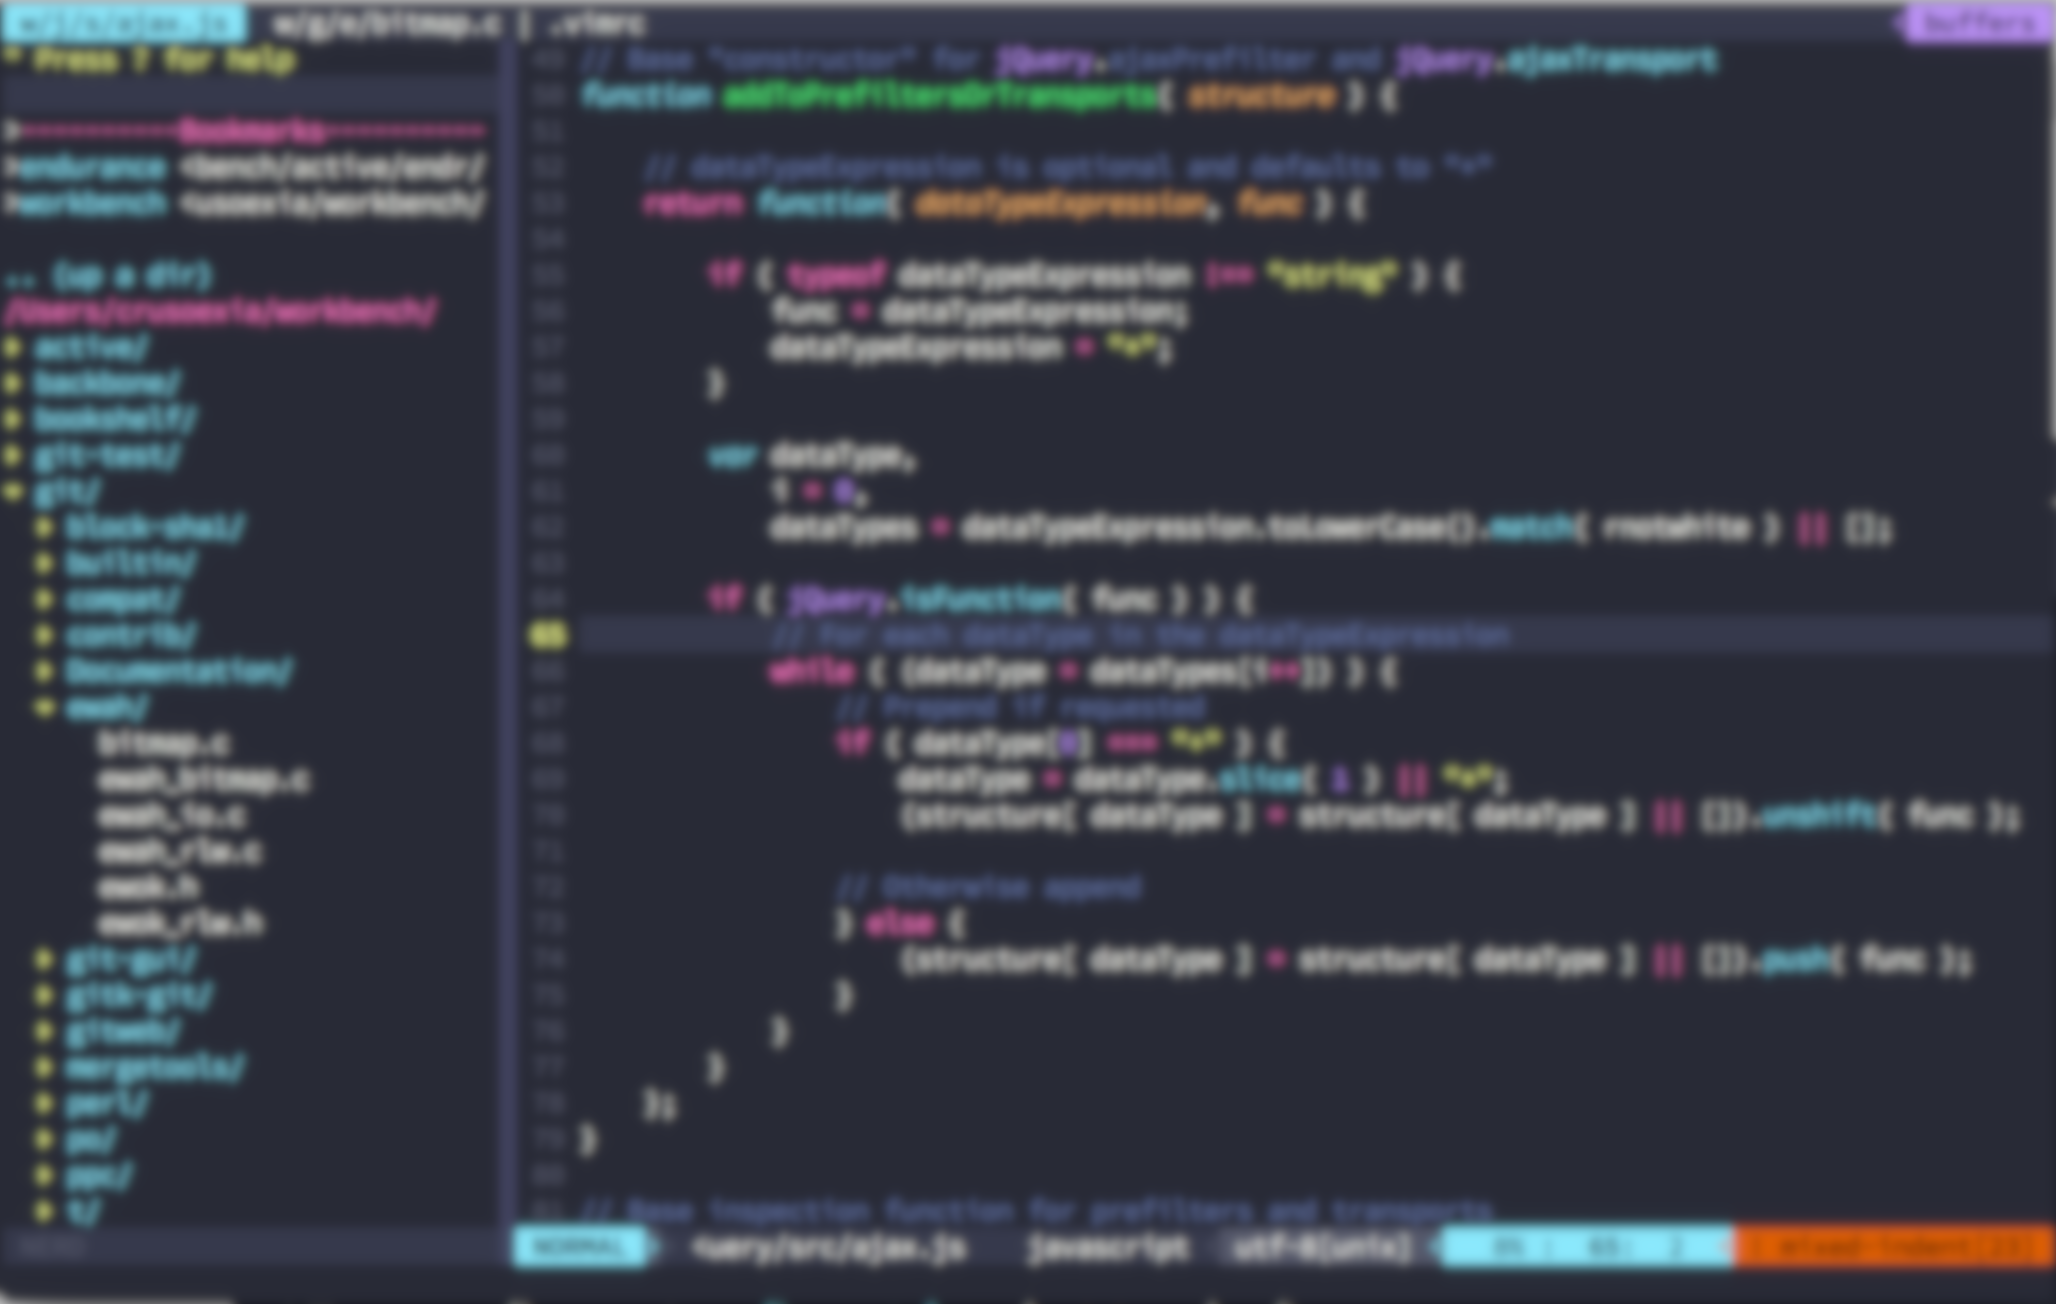 w/j/s/ajax.js w/g/e/bitmap.c | .vimrc buffers
" Press ? for help
>----------Bookmarks----------
>endurance <bench/active/endr/
>workbench <usoexia/workbench/
.. (up a dir)
/Users/crusoexia/workbench/
▸ active/
▸ backbone/
▸ bookshelf/
▸ git-test/
▾ git/
▸ block-sha1/
▸ builtin/
▸ compat/
▸ contrib/
▸ Documentation/
▾ ewah/
bitmap.c
ewah_bitmap.c
ewah_io.c
ewah_rlw.c
ewok.h
ewok_rlw.h
▸ git-gui/
▸ gitk-git/
▸ gitweb/
▸ mergetools/
▸ perl/
▸ po/
▸ ppc/
▸ t/
NERD
49 // Base "constructor" for jQuery.ajaxPrefilter and jQuery.ajaxTransport
50 function addToPrefiltersOrTransports( structure ) {
51
52 // dataTypeExpression is optional and defaults to "*"
53 return function( dataTypeExpression, func ) {
54
55 if ( typeof dataTypeExpression !== "string" ) {
56 func = dataTypeExpression;
57 dataTypeExpression = "*";
58 }
59
60 var dataType,
61 i = 0,
62 dataTypes = dataTypeExpression.toLowerCase().match( rnotwhite ) || [];
63
64 if ( jQuery.isFunction( func ) ) {
65 // For each dataType in the dataTypeExpression
66 while ( (dataType = dataTypes[i++]) ) {
67 // Prepend if requested
68 if ( dataType[0] === "+" ) {
69 dataType = dataType.slice( 1 ) || "*";
70 (structure[ dataType ] = structure[ dataType ] || []).unshift( func );
71
72 // Otherwise append
73 } else {
74 (structure[ dataType ] = structure[ dataType ] || []).push( func );
75 }
76 }
77 }
78 };
79 }
80
81 // Base inspection function for prefilters and transports
NORMAL <uery/src/ajax.js javascript utf-8[unix] 65: 2 mixed-indent[23]